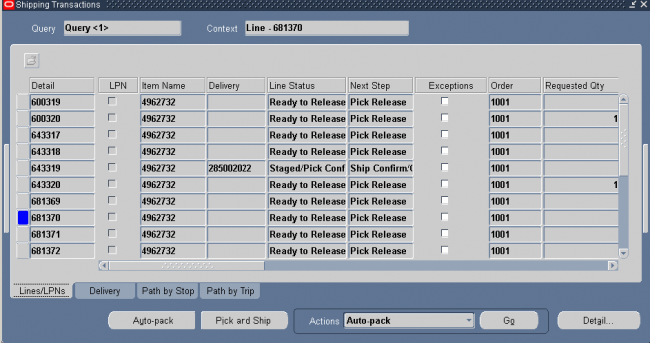 Shipping Transactions
Query Query <1> Context Line - 681370
Detail LPN Item Name Delivery Line Status Next Step Exceptions Order Requested Qty
600319 4962732 Ready to Release Pick Release 1001
600320 4962732 Ready to Release Pick Release 1001 1
643317 4962732 Ready to Release Pick Release 1001
643318 4962732 Ready to Release Pick Release 1001
643319 4962732 285002022 Staged/Pick Conf Ship Confirm/ 1001
643320 4962732 Ready to Release Pick Release 1001 1
681369 4962732 Ready to Release Pick Release 1001
681370 4962732 Ready to Release Pick Release 1001
681371 4962732 Ready to Release Pick Release 1001
681372 4962732 Ready to Release Pick Release 1001
Lines/LPNs Delivery Path by Stop Path by Trip
Auto-pack Pick and Ship Actions Auto-pack Go Detail...